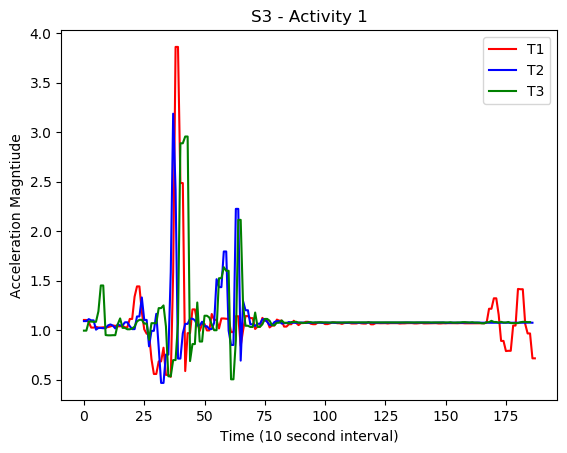 S3 - Activity 1
Acceleration Magntiude
4.0
3.5
3.0
2.5
2.0
1.5
1.0
0.5
T1
T2
T3
0 25 50 75 100 125 150 175
Time (10 second interval)